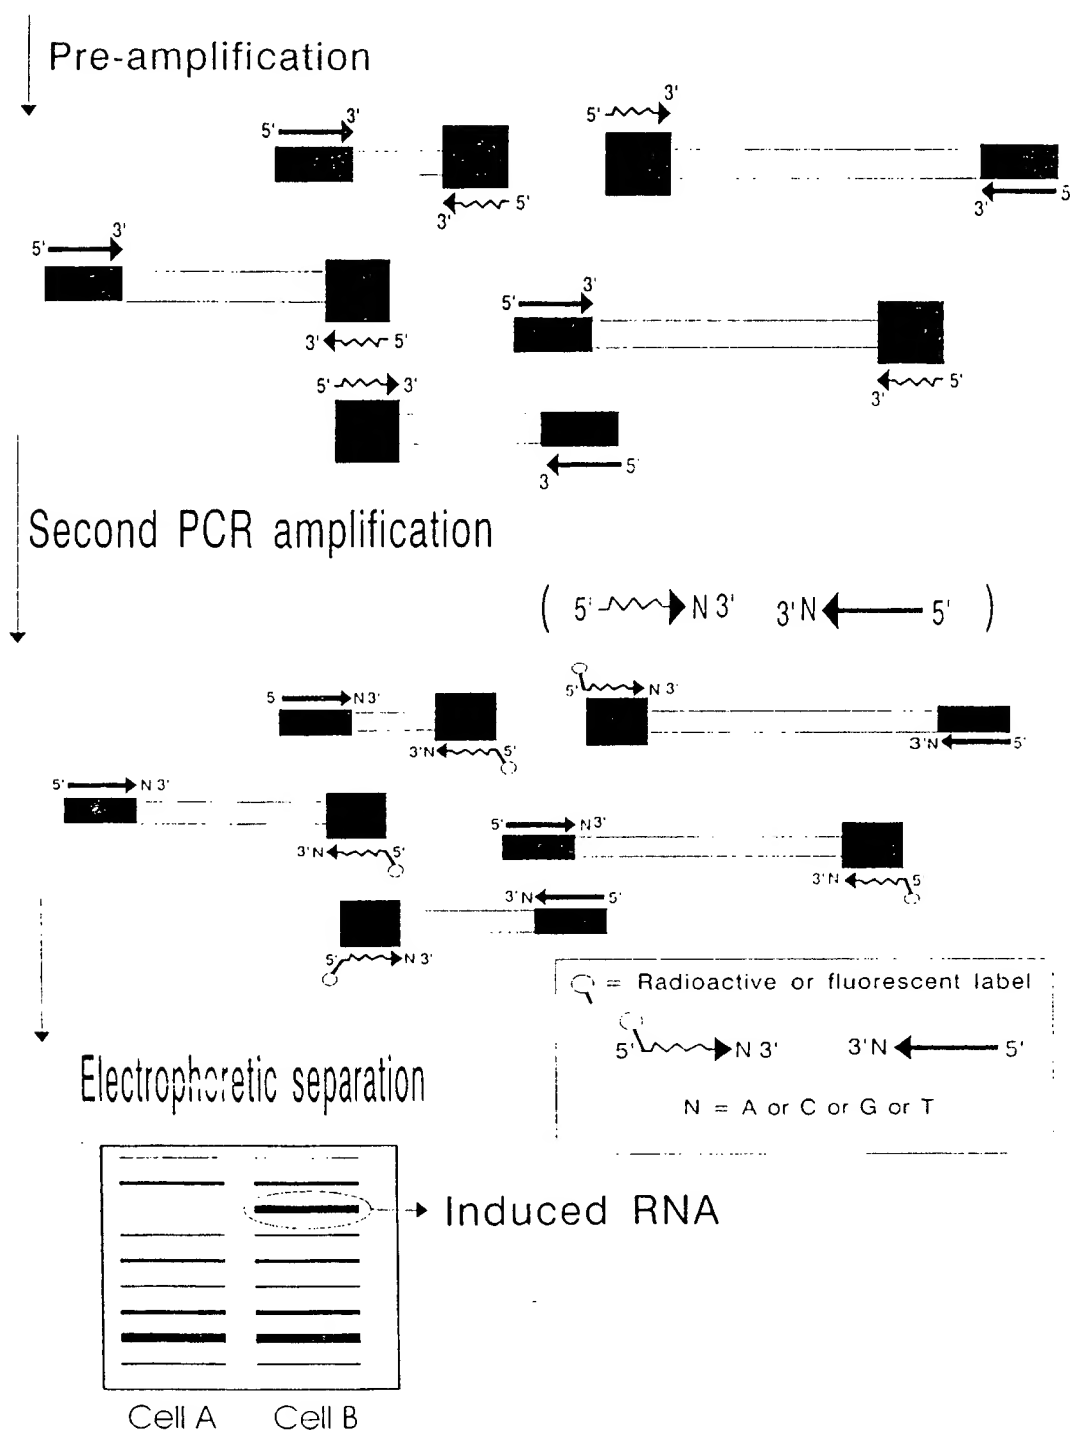 Pre-amplification
5' 3' 5' 3'
3' 5' 3' 5
5' 3'
5' 3'
3' 5'
5' 3' 3' 5'
3 5'
Second PCR amplification
( 5' N 3' 3'N 5' )
5 N 3' 5' N 3'
3'N 5' 3'N 5'
5' N 3'
5' N 3'
3'N 5' 3'N 5
3'N 5'
5' N 3'
= Radioactive or fluorescent label
5' N 3' 3'N 5'
N = A or C or G or T
Electrophoretic separation
Induced RNA
Cell A Cell B